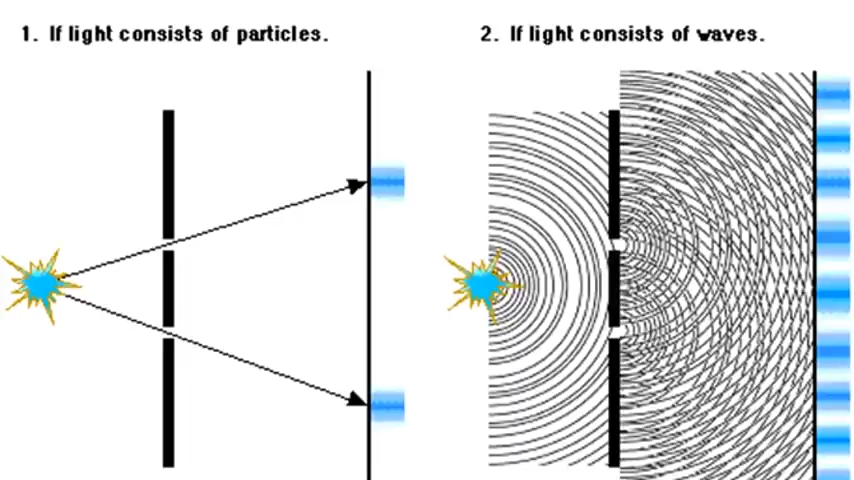 1. If light consists of particles.
2. If light consists of waves.